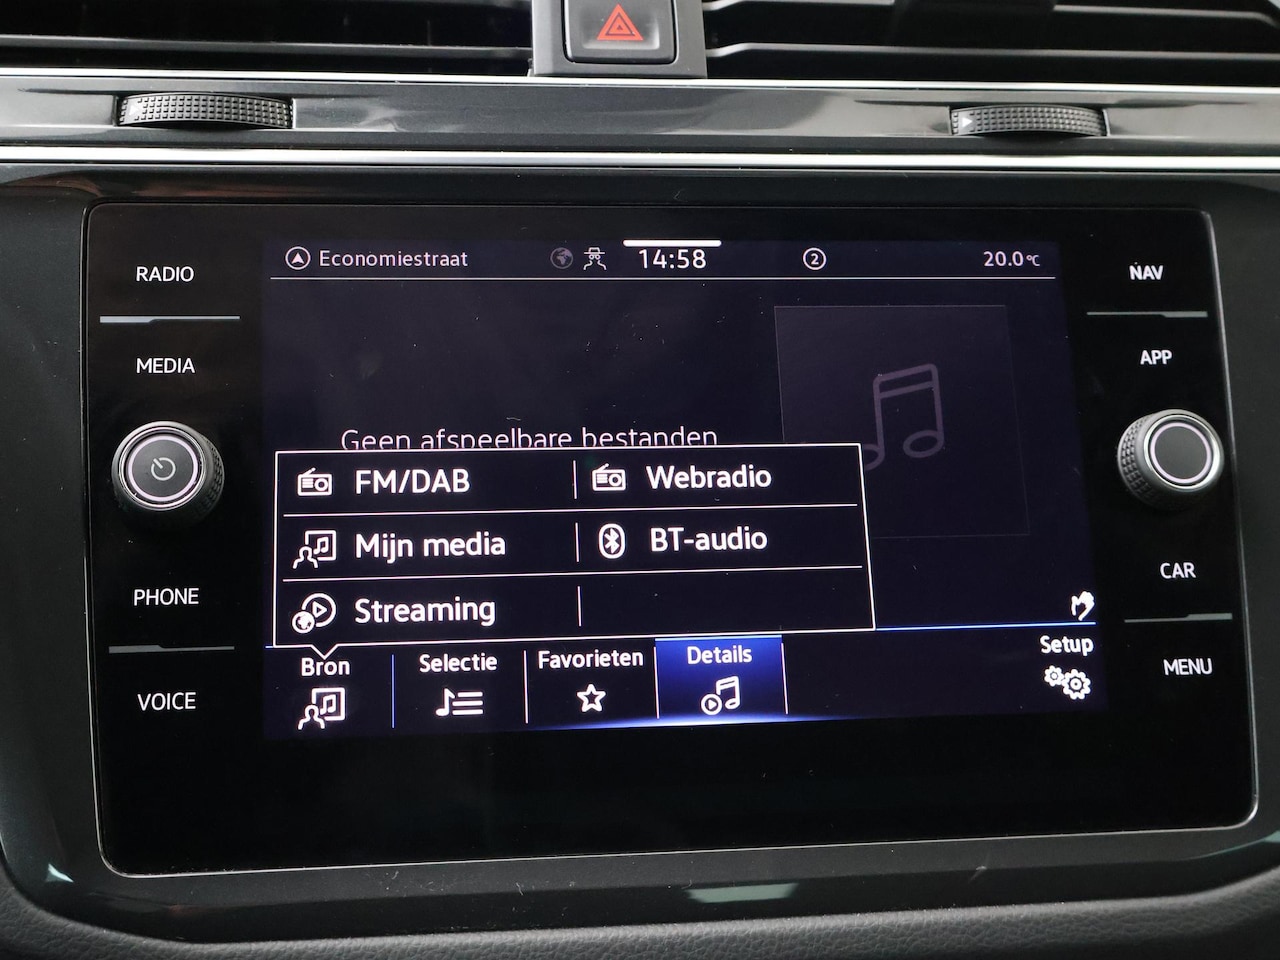 Economiestraat 14:58 2 20.0°C
RADIO
MEDIA
PHONE
VOICE
Geen afspeelbare bestanden
FM/DAB Webradio
Mijn media BT-audio
Streaming
Bron Selectie Favorieten Details Setup
NAV
APP
CAR
MENU